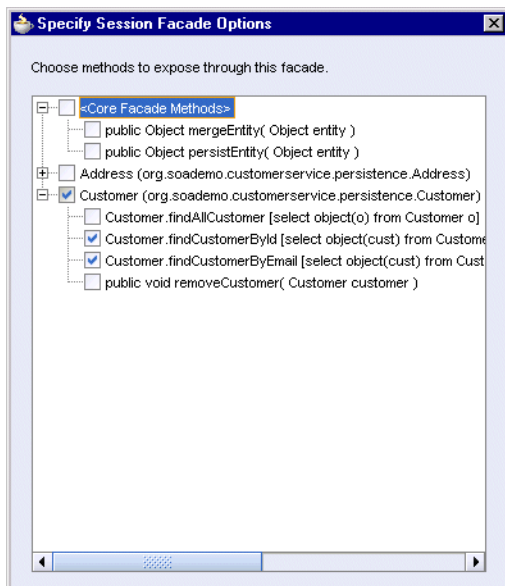 Specify Session Facade Options
Choose methods to expose through this facade.
<Core Facade Methods>
public Object mergeEntity( Object entity )
public Object persistEntity( Object entity )
Address (org.soademo.customerservice.persistence.Address)
Customer (org.soademo.customerservice.persistence.Customer)
Customer.findAllCustomer [select object(o) from Customer o]
Customer.findCustomerById [select object(cust) from Custome
Customer.findCustomerByEmail [select object(cust) from Cust
public void removeCustomer( Customer customer )